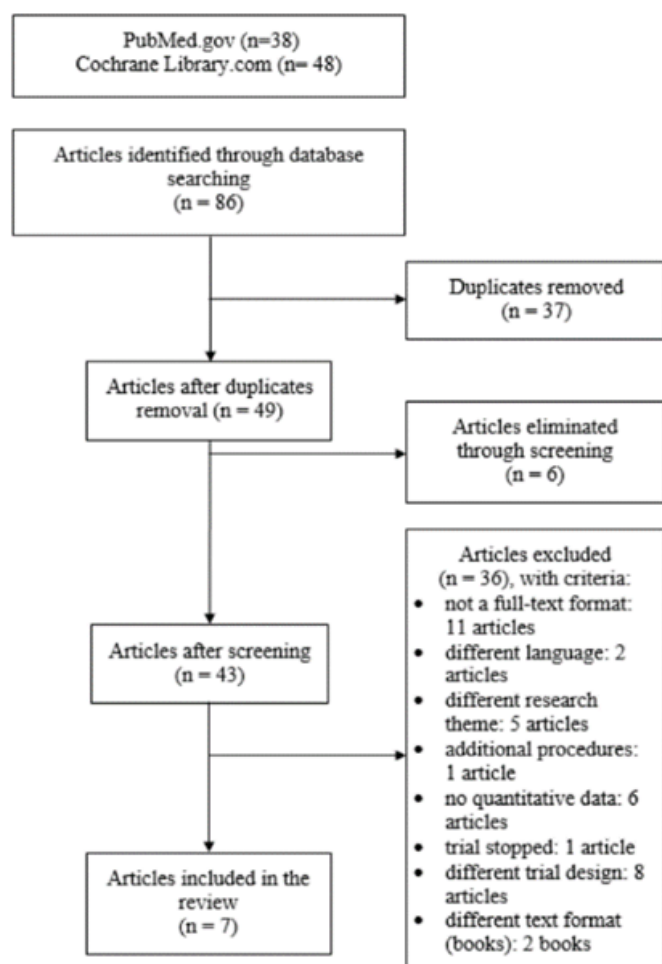 PubMed.gov (n=38)
Cochrane Library.com (n= 48)
Articles identified through database
searching
(n = 86)
Duplicates removed
(n = 37)
Articles after duplicates
removal (n = 49)
Articles eliminated
through screening
(n = 6)
Articles excluded
(n = 36), with criteria:
• not a full-text format:
11 articles
• different language: 2
articles
• different research
theme: 5 articles
• additional procedures:
1 article
• no quantitative data: 6
articles
• trial stopped: 1 article
• different trial design: 8
articles
• different text format
(books): 2 books
Articles after screening
(n = 43)
Articles included in the
review
(n = 7)